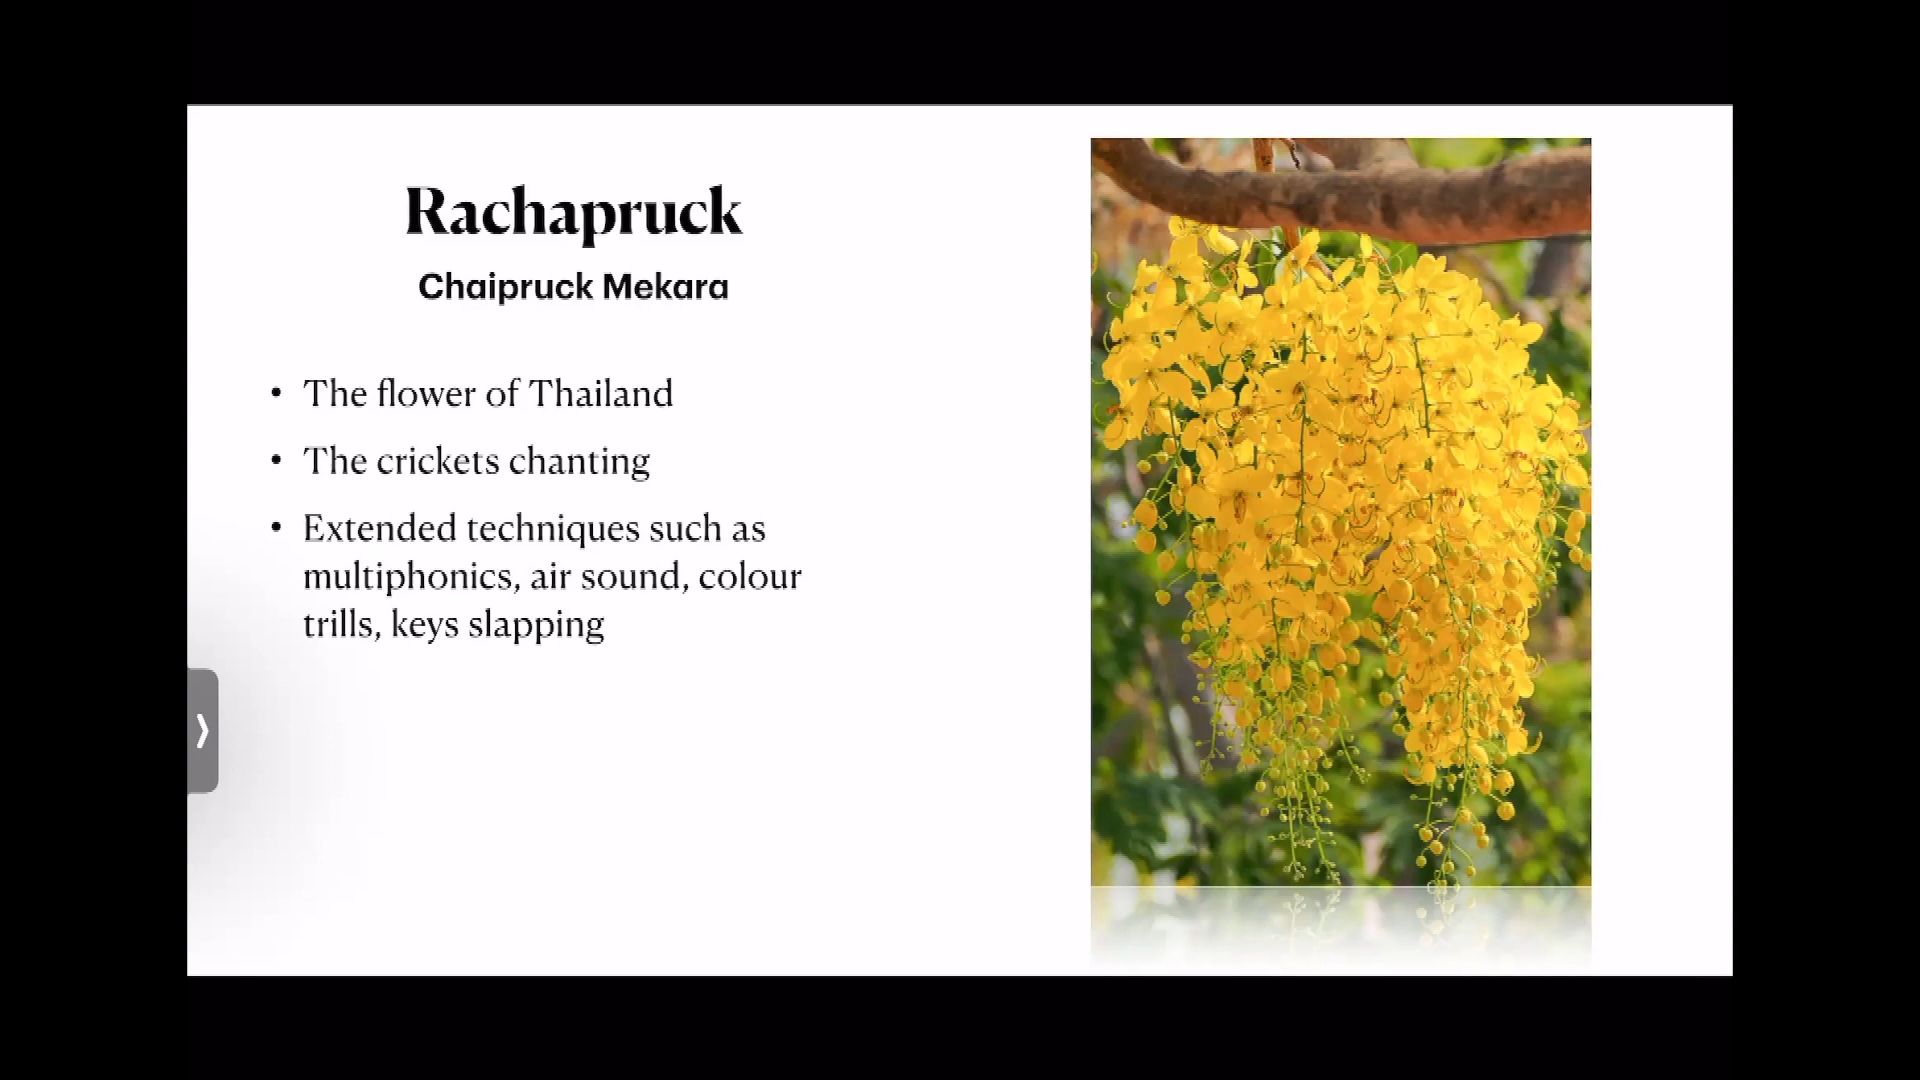 Rachapruck
Chaipruck Mekara
• The flower of Thailand
• The crickets chanting
• Extended techniques such as
multiphonics, air sound, colour
trills, keys slapping